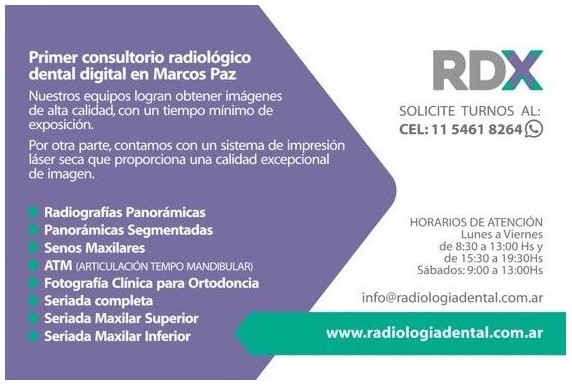 Primer consultorio radiológico
dental digital en Marcos Paz
Nuestros equipos logran obtener imágenes
de alta calidad, con un tiempo mínimo de
exposición.
Por otra parte, contamos con un sistema de impresión
láser seca que proporciona una calidad excepcional
de imagen.
Radiografías Panorámicas
Panorámicas Segmentadas
Senos Maxilares
ATM (ARTICULACIÓN TEMPO MANDIBULAR)
Fotografía Clínica para Ortodoncia
Seriada completa
Seriada Maxilar Superior
Seriada Maxilar Inferior
RDX
SOLICITE TURNOS AL:
CEL: 11 5461 8264
HORARIOS DE ATENCIÓN
Lunes a Viernes
de 8:30 a 13:00 Hs y
de 15:30 a 19:30Hs
Sábados: 9:00 a 13:00Hs
info@radiologiadental.com.ar
www.radiologiadental.com.ar